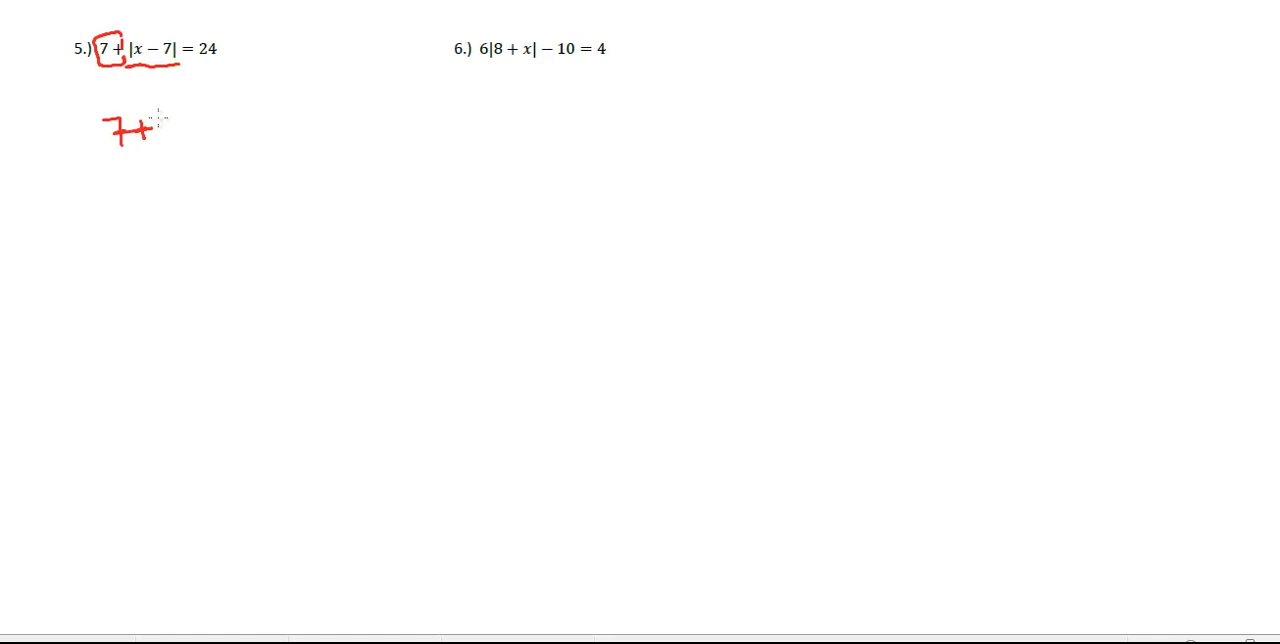 5.) 7 + |x − 7| = 24
6.) 6|8 + x| − 10 = 4
7+